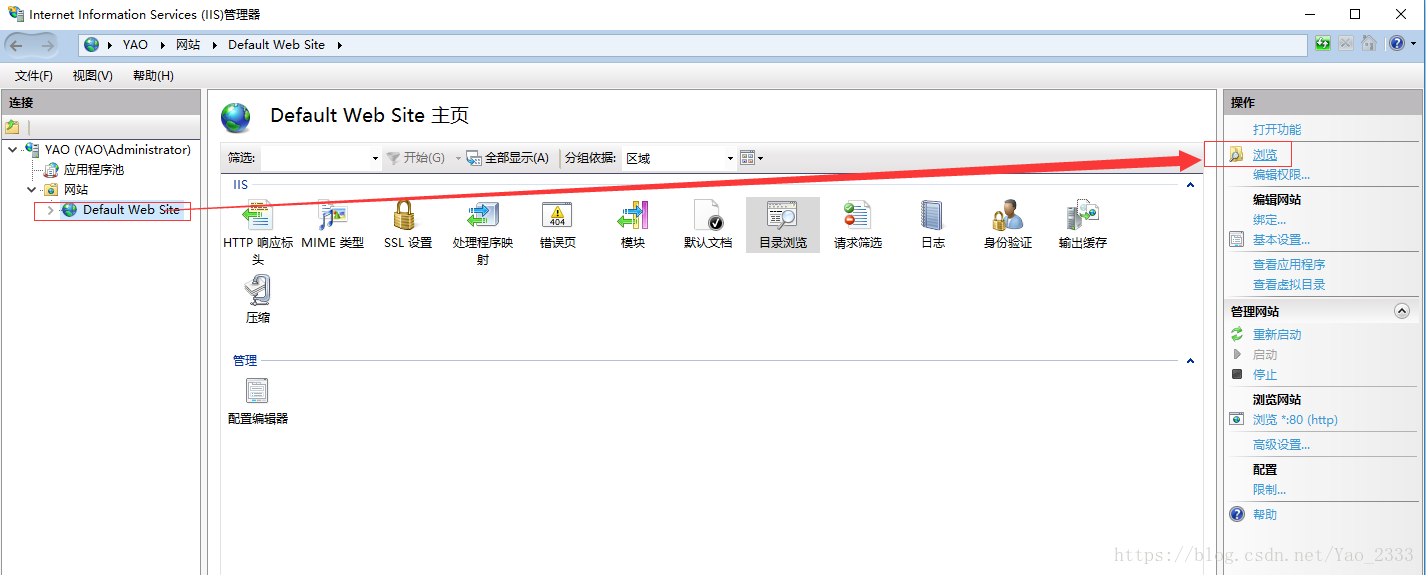 Internet Information Services (IIS)管理器
YAO 网站 Default Web Site
文件(F) 视图(V) 帮助(H)
连接
YAO (YAO\Administrator)
应用程序池
网站
Default Web Site
Default Web Site 主页
筛选: 开始(G) 全部显示(A) 分组依据: 区域
IIS
HTTP 响应标头
MIME 类型
SSL 设置
处理程序映射
错误页
模块
默认文档
目录浏览
请求筛选
日志
身份验证
输出缓存
压缩
管理
配置编辑器
操作
打开功能
浏览
编辑权限...
编辑网站
绑定...
基本设置...
查看应用程序
查看虚拟目录
管理网站
重新启动
启动
停止
浏览网站
浏览 *:80 (http)
高级设置...
配置
限制...
帮助
404
https://blog.csdn.net/Yao_2333